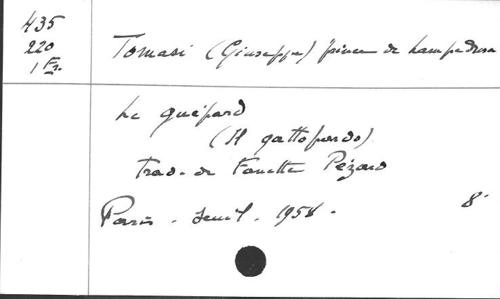 435
220
1 Fr.
Tomasi (Giuseppe) prince de Lampedusa
Le guépard
(Il gattopardo)
Trad. de Fanette Pézard
Paris. Seuil. 1958.
8°